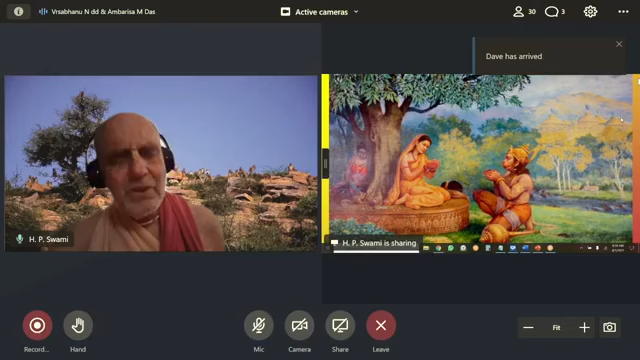 Vrsabhanu N dd & Ambarisa M Das
Active cameras
30
3
Dave has arrived
H. P. Swami
H. P. Swami is sharing
Record...
Hand
Mic
Camera
Share
Leave
Fit